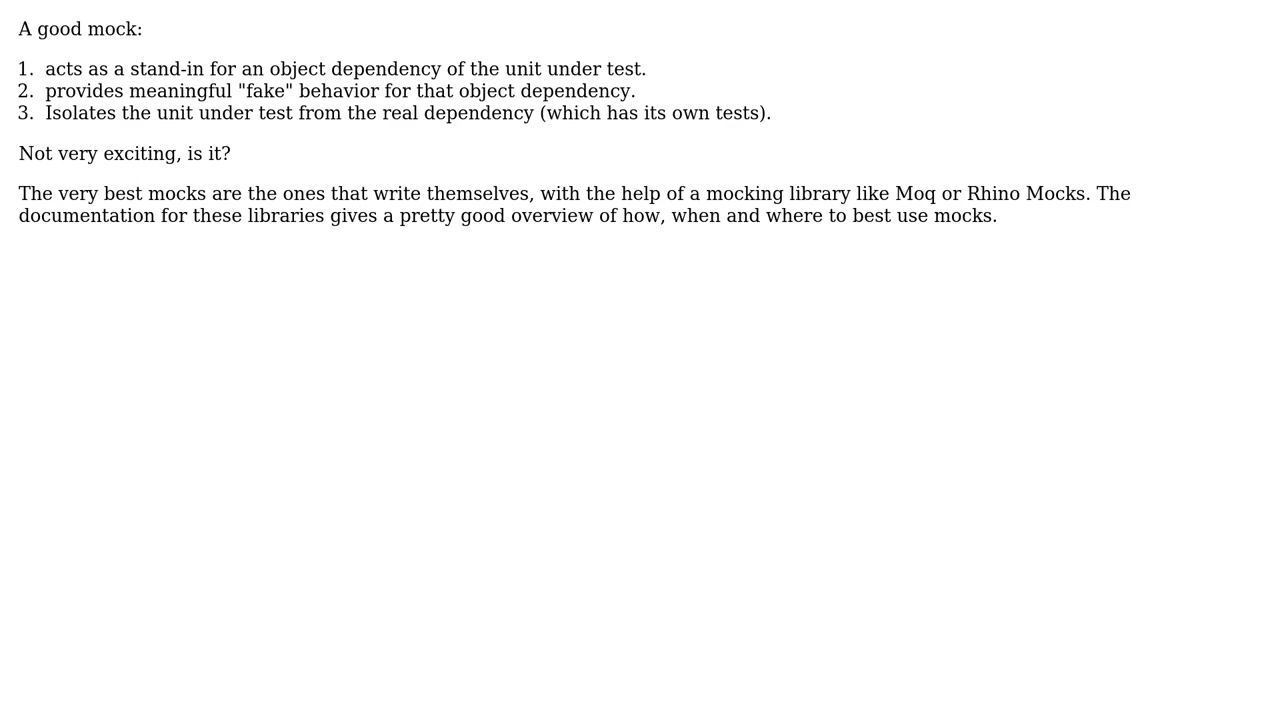 A good mock:
1. acts as a stand-in for an object dependency of the unit under test.
2. provides meaningful "fake" behavior for that object dependency.
3. Isolates the unit under test from the real dependency (which has its own tests).
Not very exciting, is it?
The very best mocks are the ones that write themselves, with the help of a mocking library like Moq or Rhino Mocks. The
documentation for these libraries gives a pretty good overview of how, when and where to best use mocks.